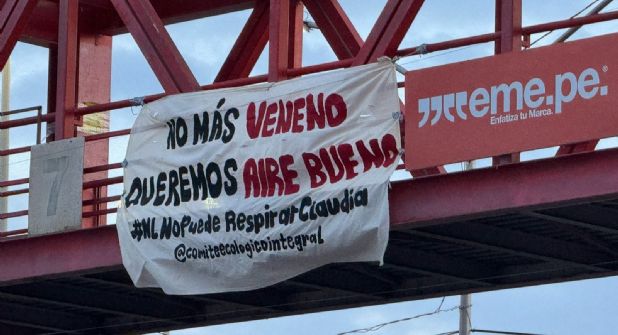 NO MÁS VENENO
QUEREMOS AIRE BUENO
#NLNoPuedeRespirarClaudia
@comiteecologicointegral
7
eme.pe.®
Enfatiza tu Marca.